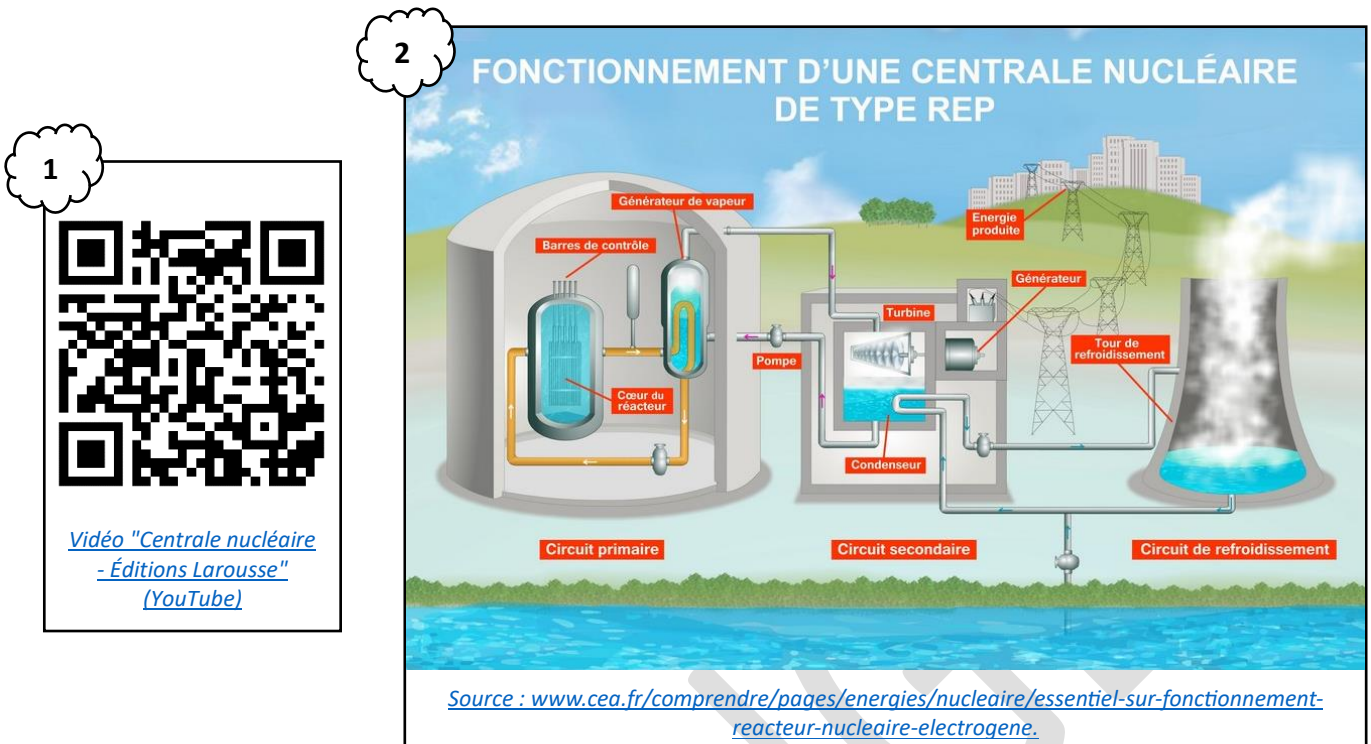 1
Vidéo "Centrale nucléaire
- Éditions Larousse"
(YouTube)
2
FONCTIONNEMENT D'UNE CENTRALE NUCLÉAIRE
DE TYPE REP
Générateur de vapeur
Barres de contrôle
Cœur du
réacteur
Pompe
Turbine
Condenseur
Energie
produite
Générateur
Tour de
refroidissement
Circuit primaire
Circuit secondaire
Circuit de refroidissement
Source : www.cea.fr/comprendre/pages/energies/nucleaire/essentiel-sur-fonctionnement-
reacteur-nucleaire-electrogene.